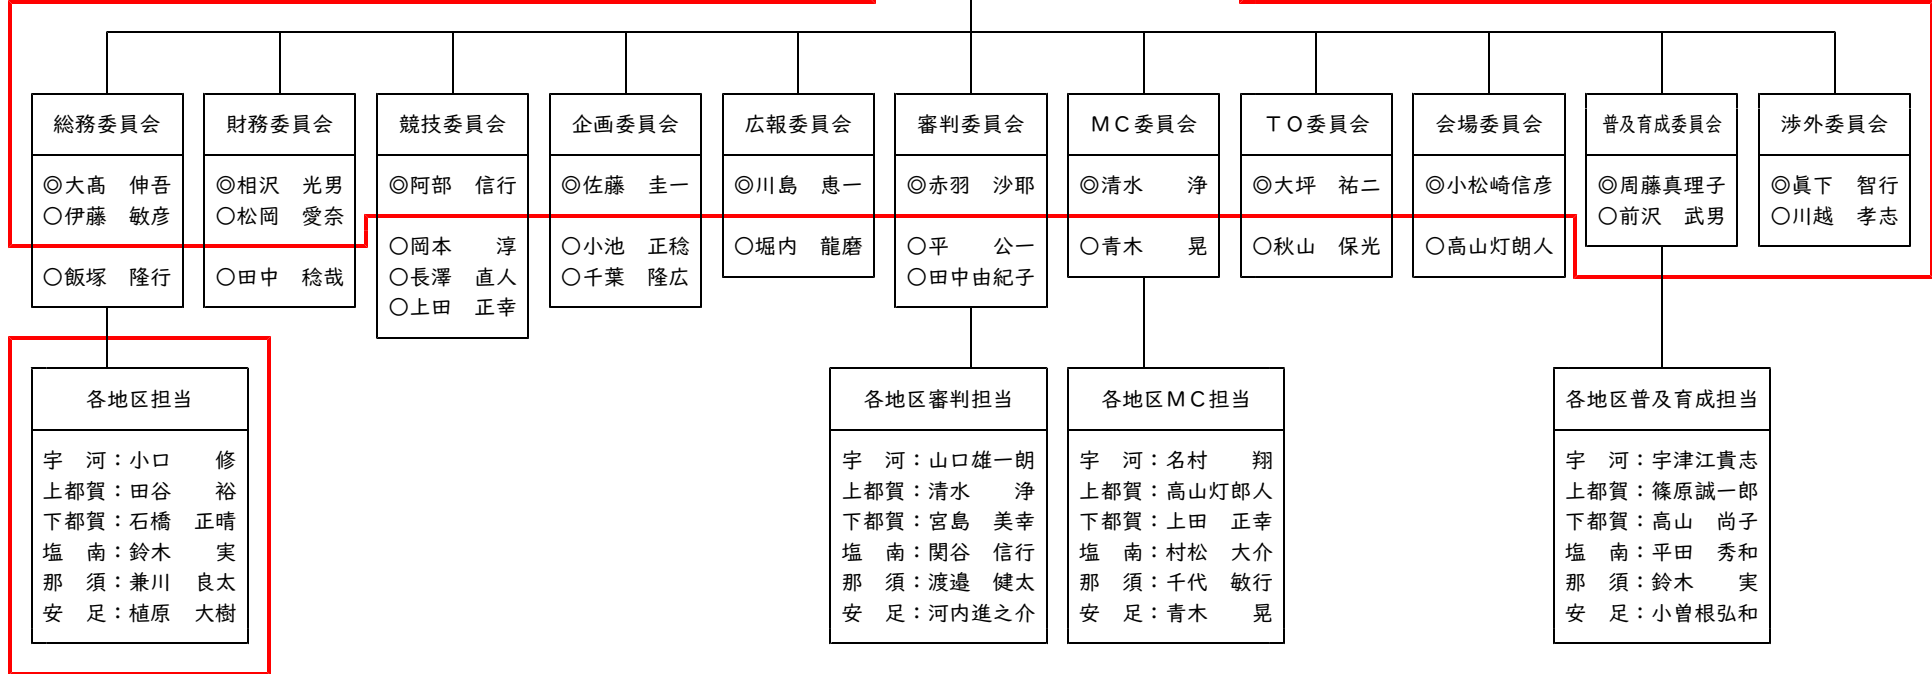 総務委員会
◎大髙　伸吾
○伊藤　敏彦
○飯塚　隆行
財務委員会
◎相沢　光男
○松岡　愛奈
○田中　稔哉
競技委員会
◎阿部　信行
○岡本　　淳
○長澤　直人
○上田　正幸
企画委員会
◎佐藤　圭一
○小池　正稔
○千葉　隆広
広報委員会
◎川島　恵一
○堀内　龍磨
審判委員会
◎赤羽　沙耶
○平　　公一
○田中由紀子
ＭＣ委員会
◎清水　　浄
○青木　　晃
ＴＯ委員会
◎大坪　祐二
○秋山　保光
会場委員会
◎小松崎信彦
○高山灯朗人
普及育成委員会
◎周藤真理子
○前沢　武男
渉外委員会
◎眞下　智行
○川越　孝志
各地区担当
宇　河：小口　　修
上都賀：田谷　　裕
下都賀：石橋　正晴
塩　南：鈴木　　実
那　須：兼川　良太
安　足：植原　大樹
各地区審判担当
宇　河：山口雄一朗
上都賀：清水　　浄
下都賀：宮島　美幸
塩　南：関谷　信行
那　須：渡邉　健太
安　足：河内進之介
各地区ＭＣ担当
宇　河：名村　　翔
上都賀：高山灯郎人
下都賀：上田　正幸
塩　南：村松　大介
那　須：千代　敏行
安　足：青木　　晃
各地区普及育成担当
宇　河：宇津江貴志
上都賀：篠原誠一郎
下都賀：高山　尚子
塩　南：平田　秀和
那　須：鈴木　　実
安　足：小曽根弘和